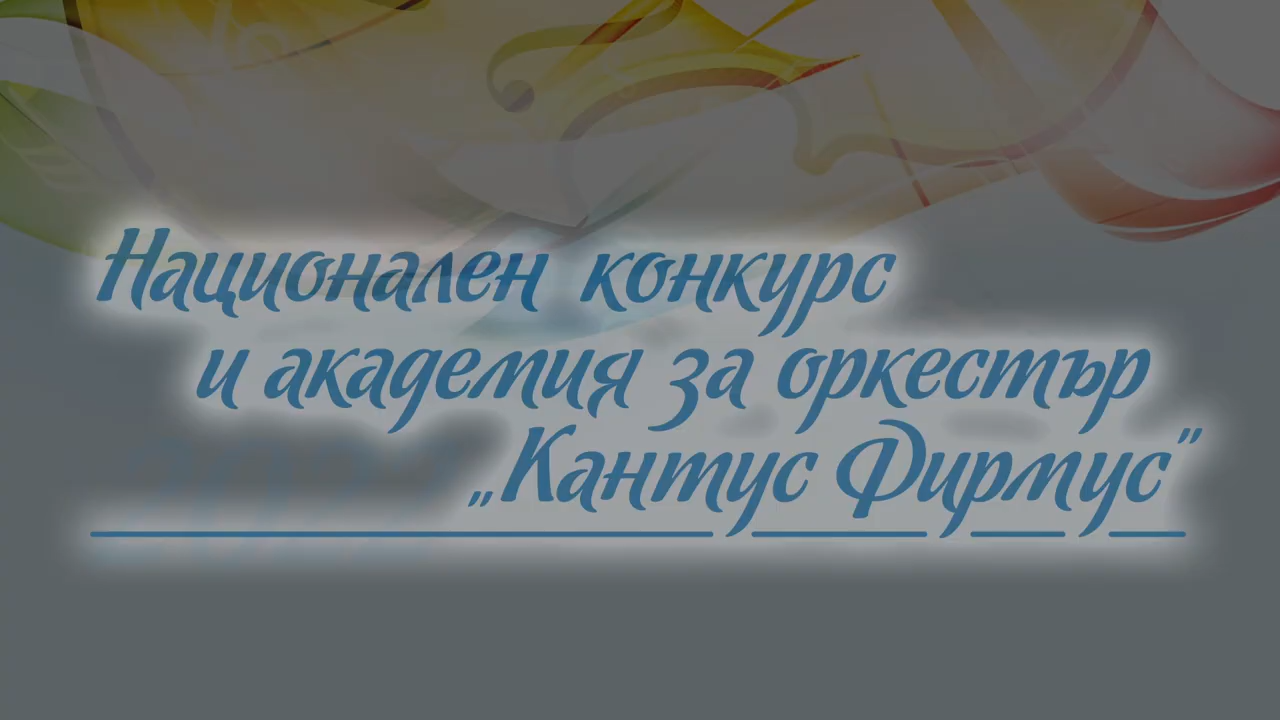 Национален конкурс
и академия за оркестър
„Кантус Фирмус"